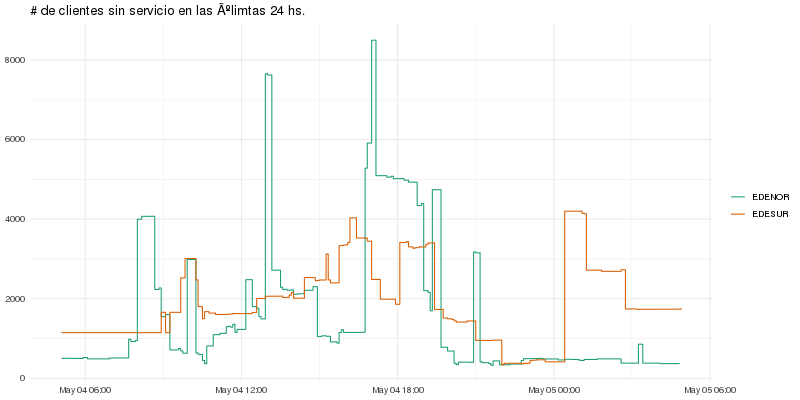 # de clientes sin servicio en las Ãºlimtas 24 hs.
8000
6000
4000
2000
0
May 04 06:00
May 04 12:00
May 04 18:00
May 05 00:00
May 05 06:00
EDENOR
EDESUR